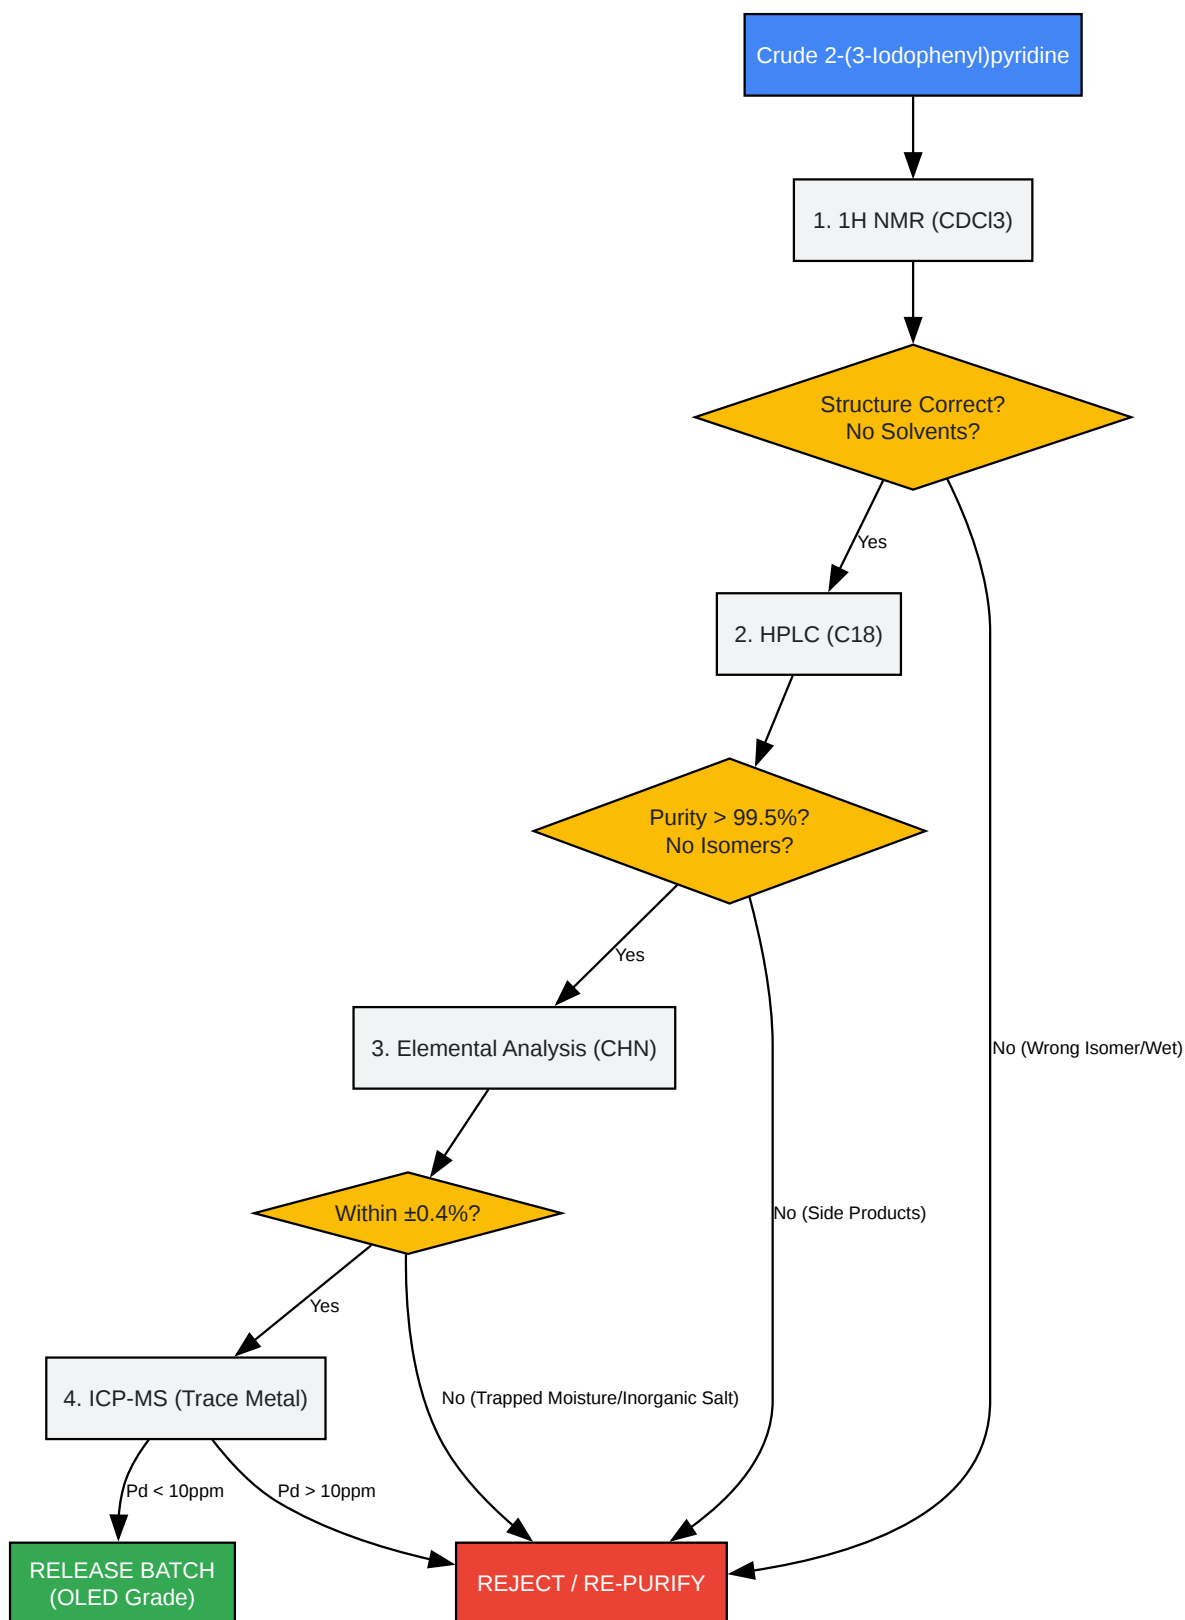 Crude 2-(3-Iodophenyl)pyridine
1. 1H NMR (CDCl3)
Structure Correct?
No Solvents?
Yes
2. HPLC (C18)
Purity > 99.5%?
No Isomers?
Yes
3. Elemental Analysis (CHN)
No (Wrong Isomer/Wet)
Within ±0.4%?
No (Side Products)
Yes
4. ICP-MS (Trace Metal)
No (Trapped Moisture/Inorganic Salt)
Pd < 10ppm
Pd > 10ppm
RELEASE BATCH
(OLED Grade)
REJECT / RE-PURIFY